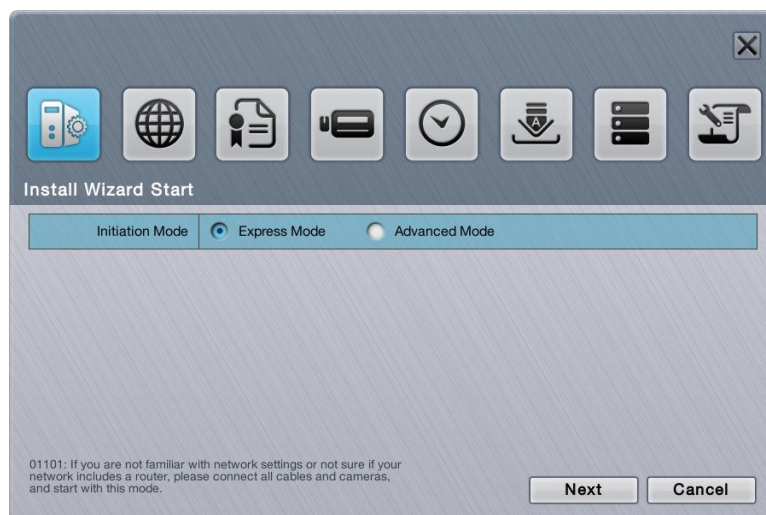 Install Wizard Start
Initiation Mode Express Mode Advanced Mode
01101: If you are not familiar with network settings or not sure if your
network includes a router, please connect all cables and cameras,
and start with this mode.
Next Cancel